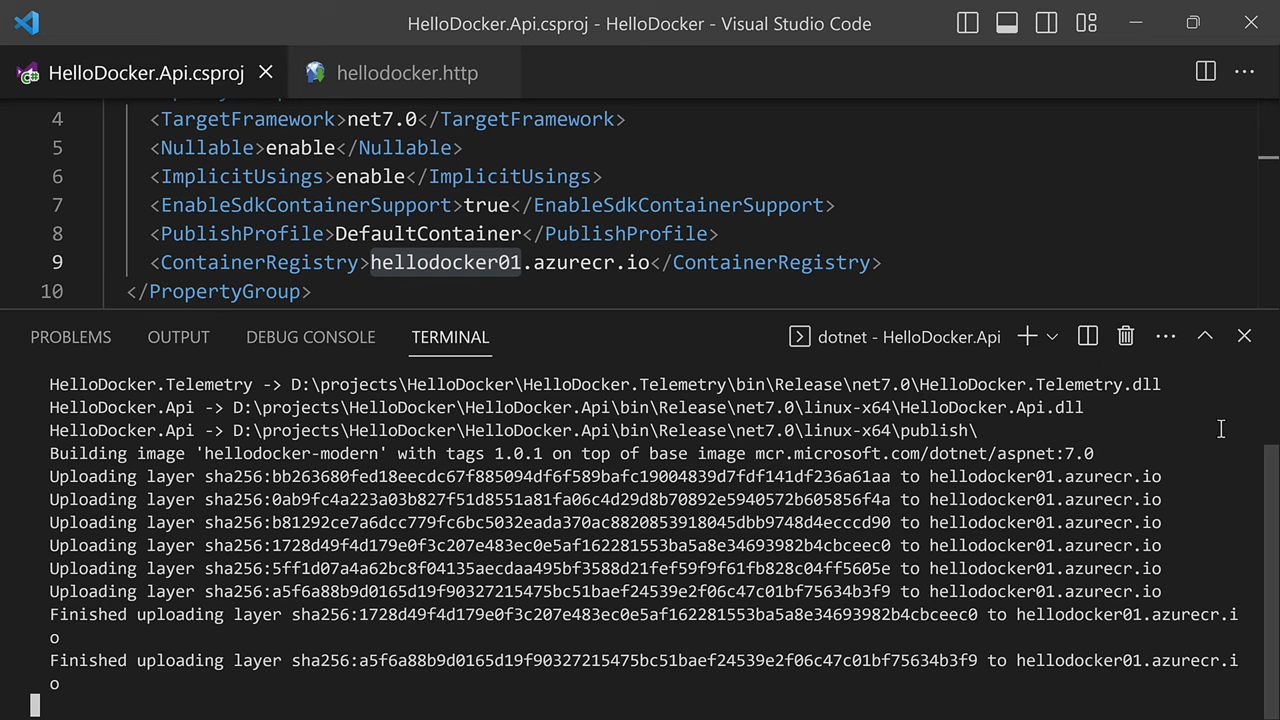 HelloDocker.Api.csproj - HelloDocker - Visual Studio Code
HelloDocker.Api.csproj
hellodocker.http
4 <TargetFramework>net7.0</TargetFramework>
5 <Nullable>enable</Nullable>
6 <ImplicitUsings>enable</ImplicitUsings>
7 <EnableSdkContainerSupport>true</EnableSdkContainerSupport>
8 <PublishProfile>DefaultContainer</PublishProfile>
9 <ContainerRegistry>hellodocker01.azurecr.io</ContainerRegistry>
10 </PropertyGroup>
PROBLEMS OUTPUT DEBUG CONSOLE TERMINAL dotnet - HelloDocker.Api
HelloDocker.Telemetry -> D:\projects\HelloDocker\HelloDocker.Telemetry\bin\Release\net7.0\HelloDocker.Telemetry.dll
HelloDocker.Api -> D:\projects\HelloDocker\HelloDocker.Api\bin\Release\net7.0\linux-x64\HelloDocker.Api.dll
HelloDocker.Api -> D:\projects\HelloDocker\HelloDocker.Api\bin\Release\net7.0\linux-x64\publish\
Building image 'hellodocker-modern' with tags 1.0.1 on top of base image mcr.microsoft.com/dotnet/aspnet:7.0
Uploading layer sha256:bb263680fed18eecdc67f885094df6f589bafc19004839d7fdf141df236a61aa to hellodocker01.azurecr.io
Uploading layer sha256:0ab9fc4a223a03b827f51d8551a81fa06c4d29d8b70892e5940572b605856f4a to hellodocker01.azurecr.io
Uploading layer sha256:b81292ce7a6dcc779fc6bc5032eada370ac8820853918045dbb9748d4ecccd90 to hellodocker01.azurecr.io
Uploading layer sha256:1728d49f4d179e0f3c207e483ec0e5af162281553ba5a8e34693982b4cbceec0 to hellodocker01.azurecr.io
Uploading layer sha256:5ff1d07a4a62bc8f04135aecdaa495bf3588d21fef59f9f61fb828c04ff5605e to hellodocker01.azurecr.io
Uploading layer sha256:a5f6a88b9d0165d19f90327215475bc51baef24539e2f06c47c01bf75634b3f9 to hellodocker01.azurecr.io
Finished uploading layer sha256:1728d49f4d179e0f3c207e483ec0e5af162281553ba5a8e34693982b4cbceec0 to hellodocker01.azurecr.i
o
Finished uploading layer sha256:a5f6a88b9d0165d19f90327215475bc51baef24539e2f06c47c01bf75634b3f9 to hellodocker01.azurecr.i
o